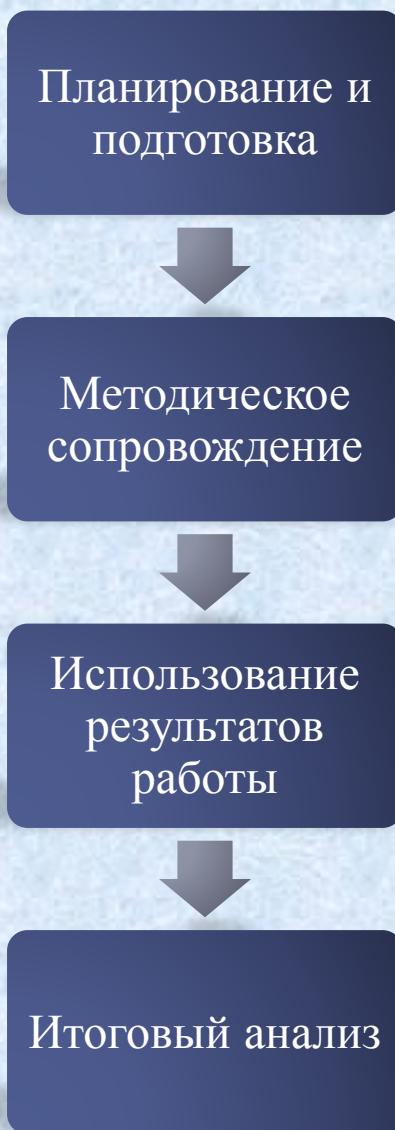 Планирование и
подготовка
Методическое
сопровождение
Использование
результатов
работы
Итоговый анализ